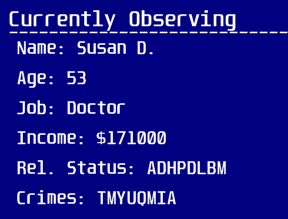 Currently Observing
Name: Susan D.
Age: 53
Job: Doctor
Income: $171000
Rel. Status: ADHPDLBM
Crimes: TMYUQMIA